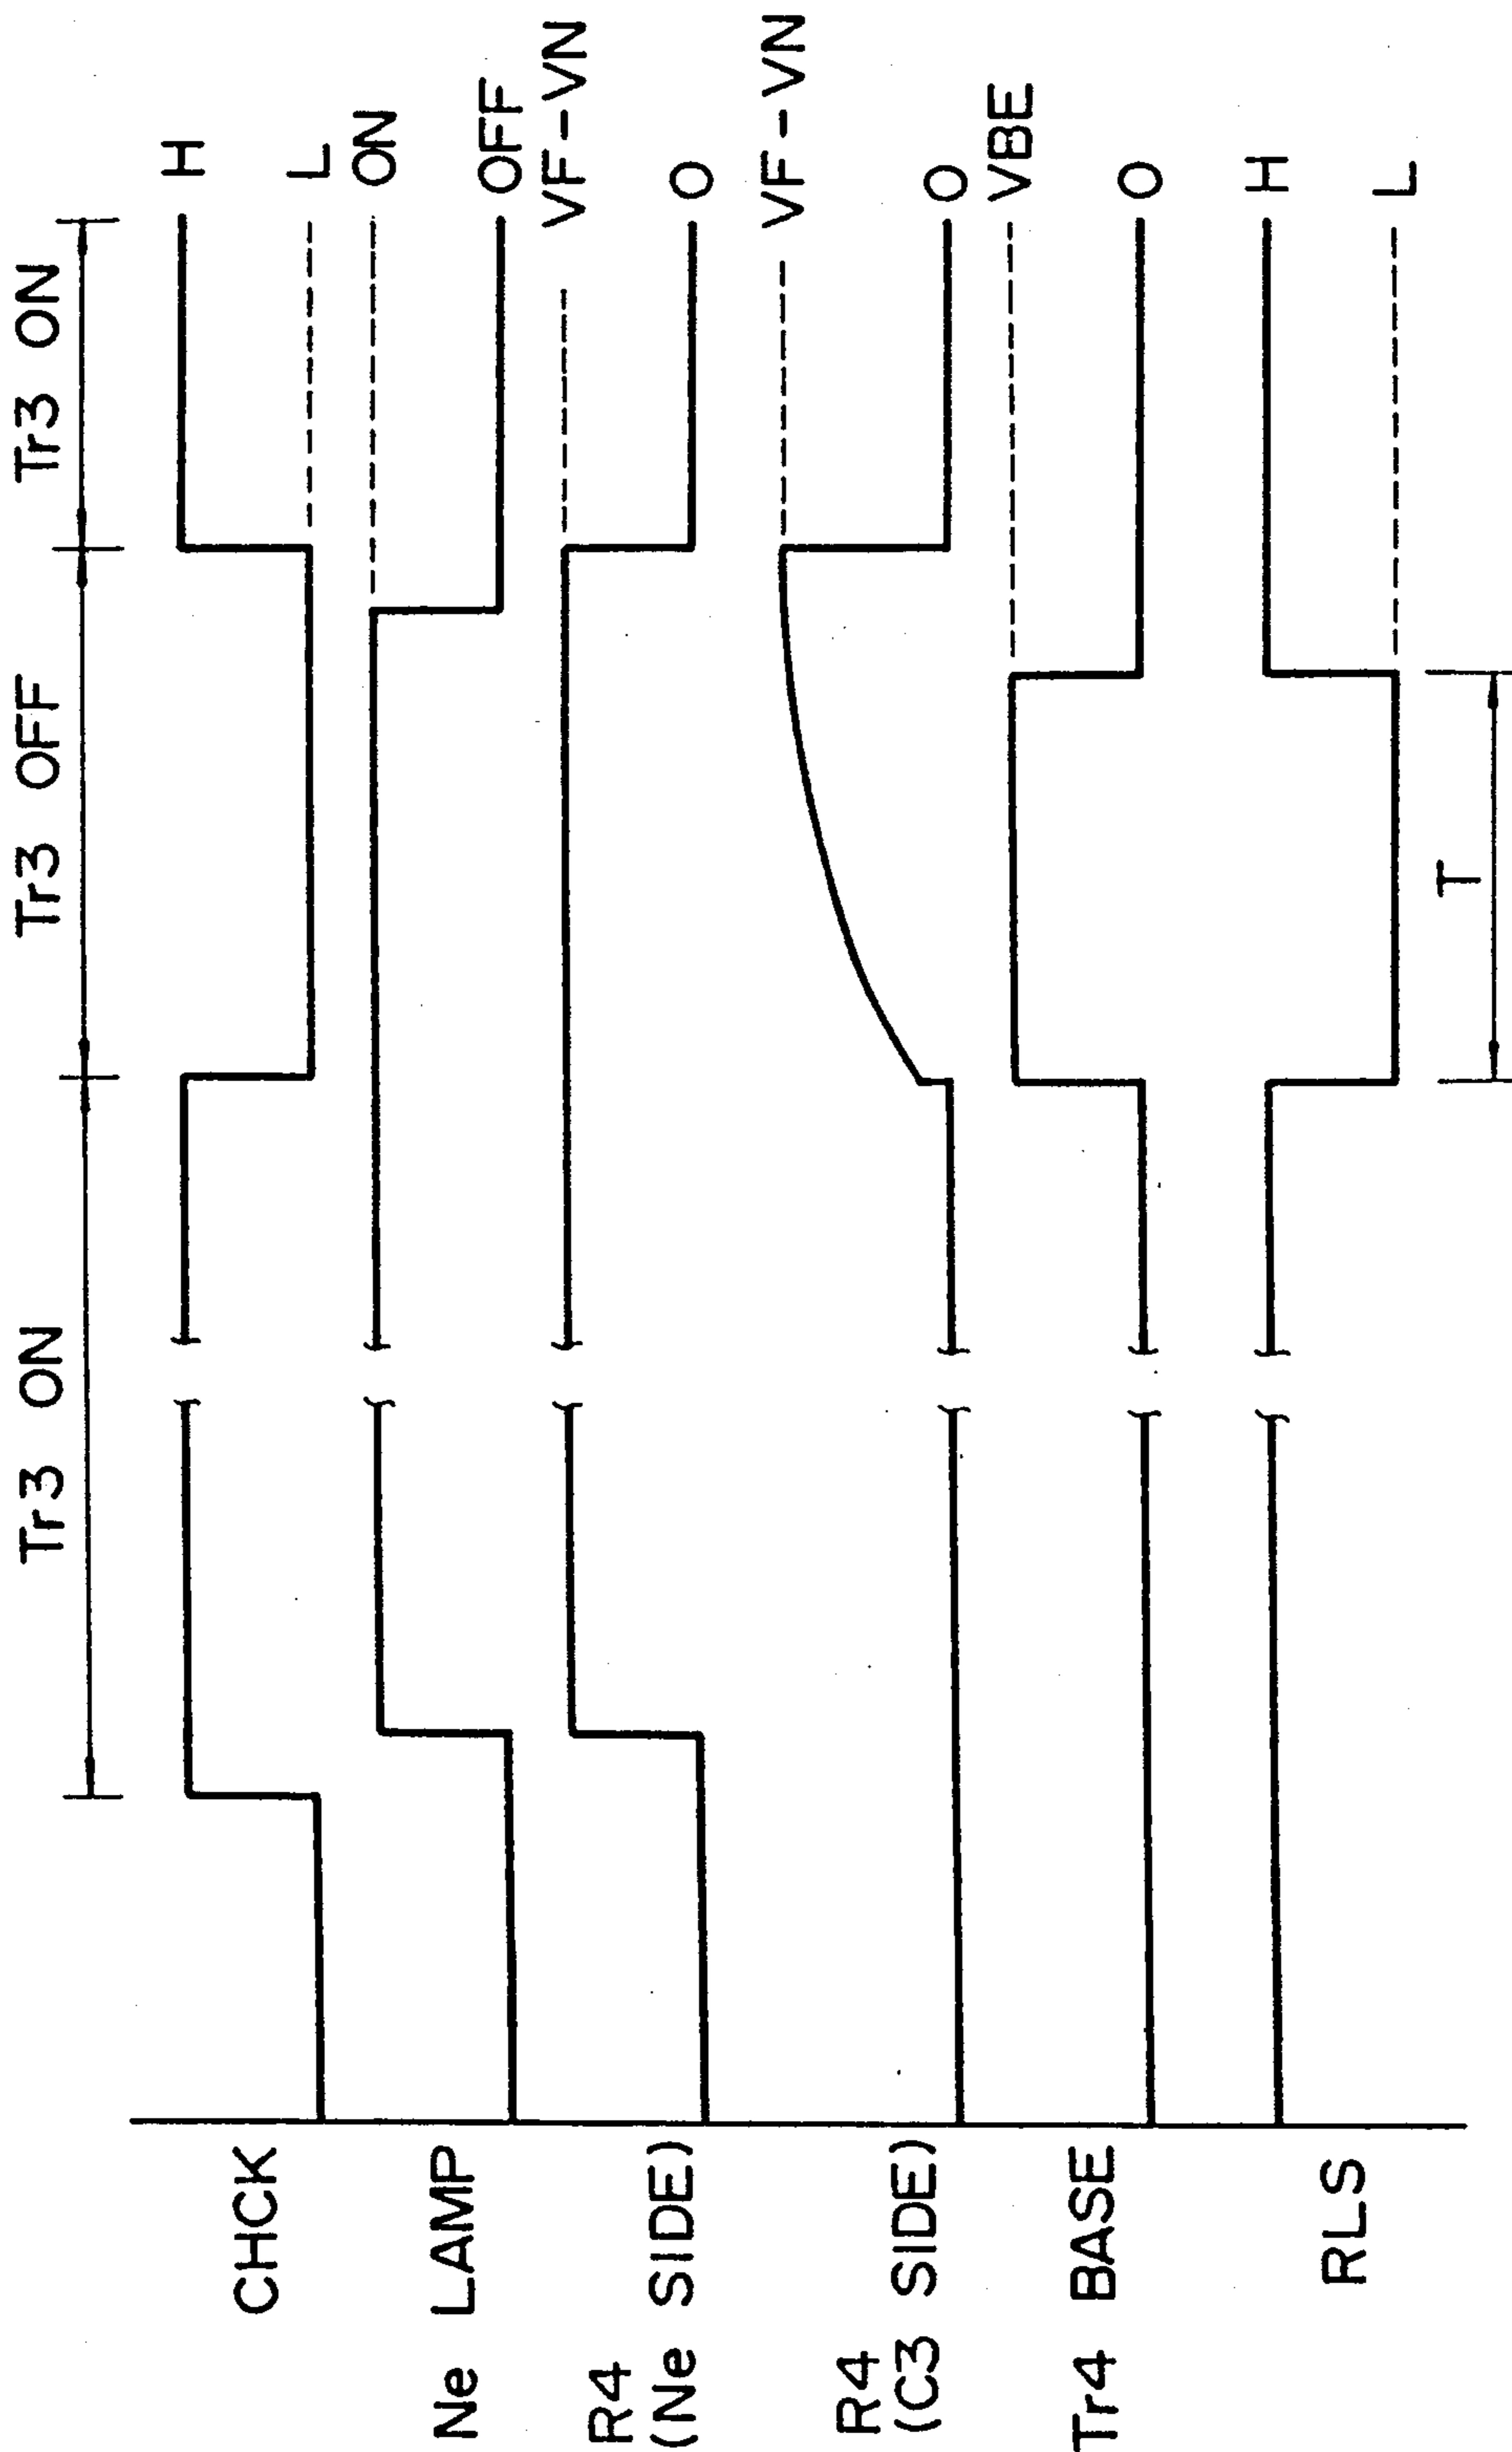 Tr3 ON
Tr3 OFF
Tr3 ON
CHCK
H
L
Ne LAMP
ON
OFF
R4
(Ne SIDE)
VF-VN
O
R4
(C3 SIDE)
VF-VN
O
Tr4 BASE
VBE
O
RLS
H
L
T